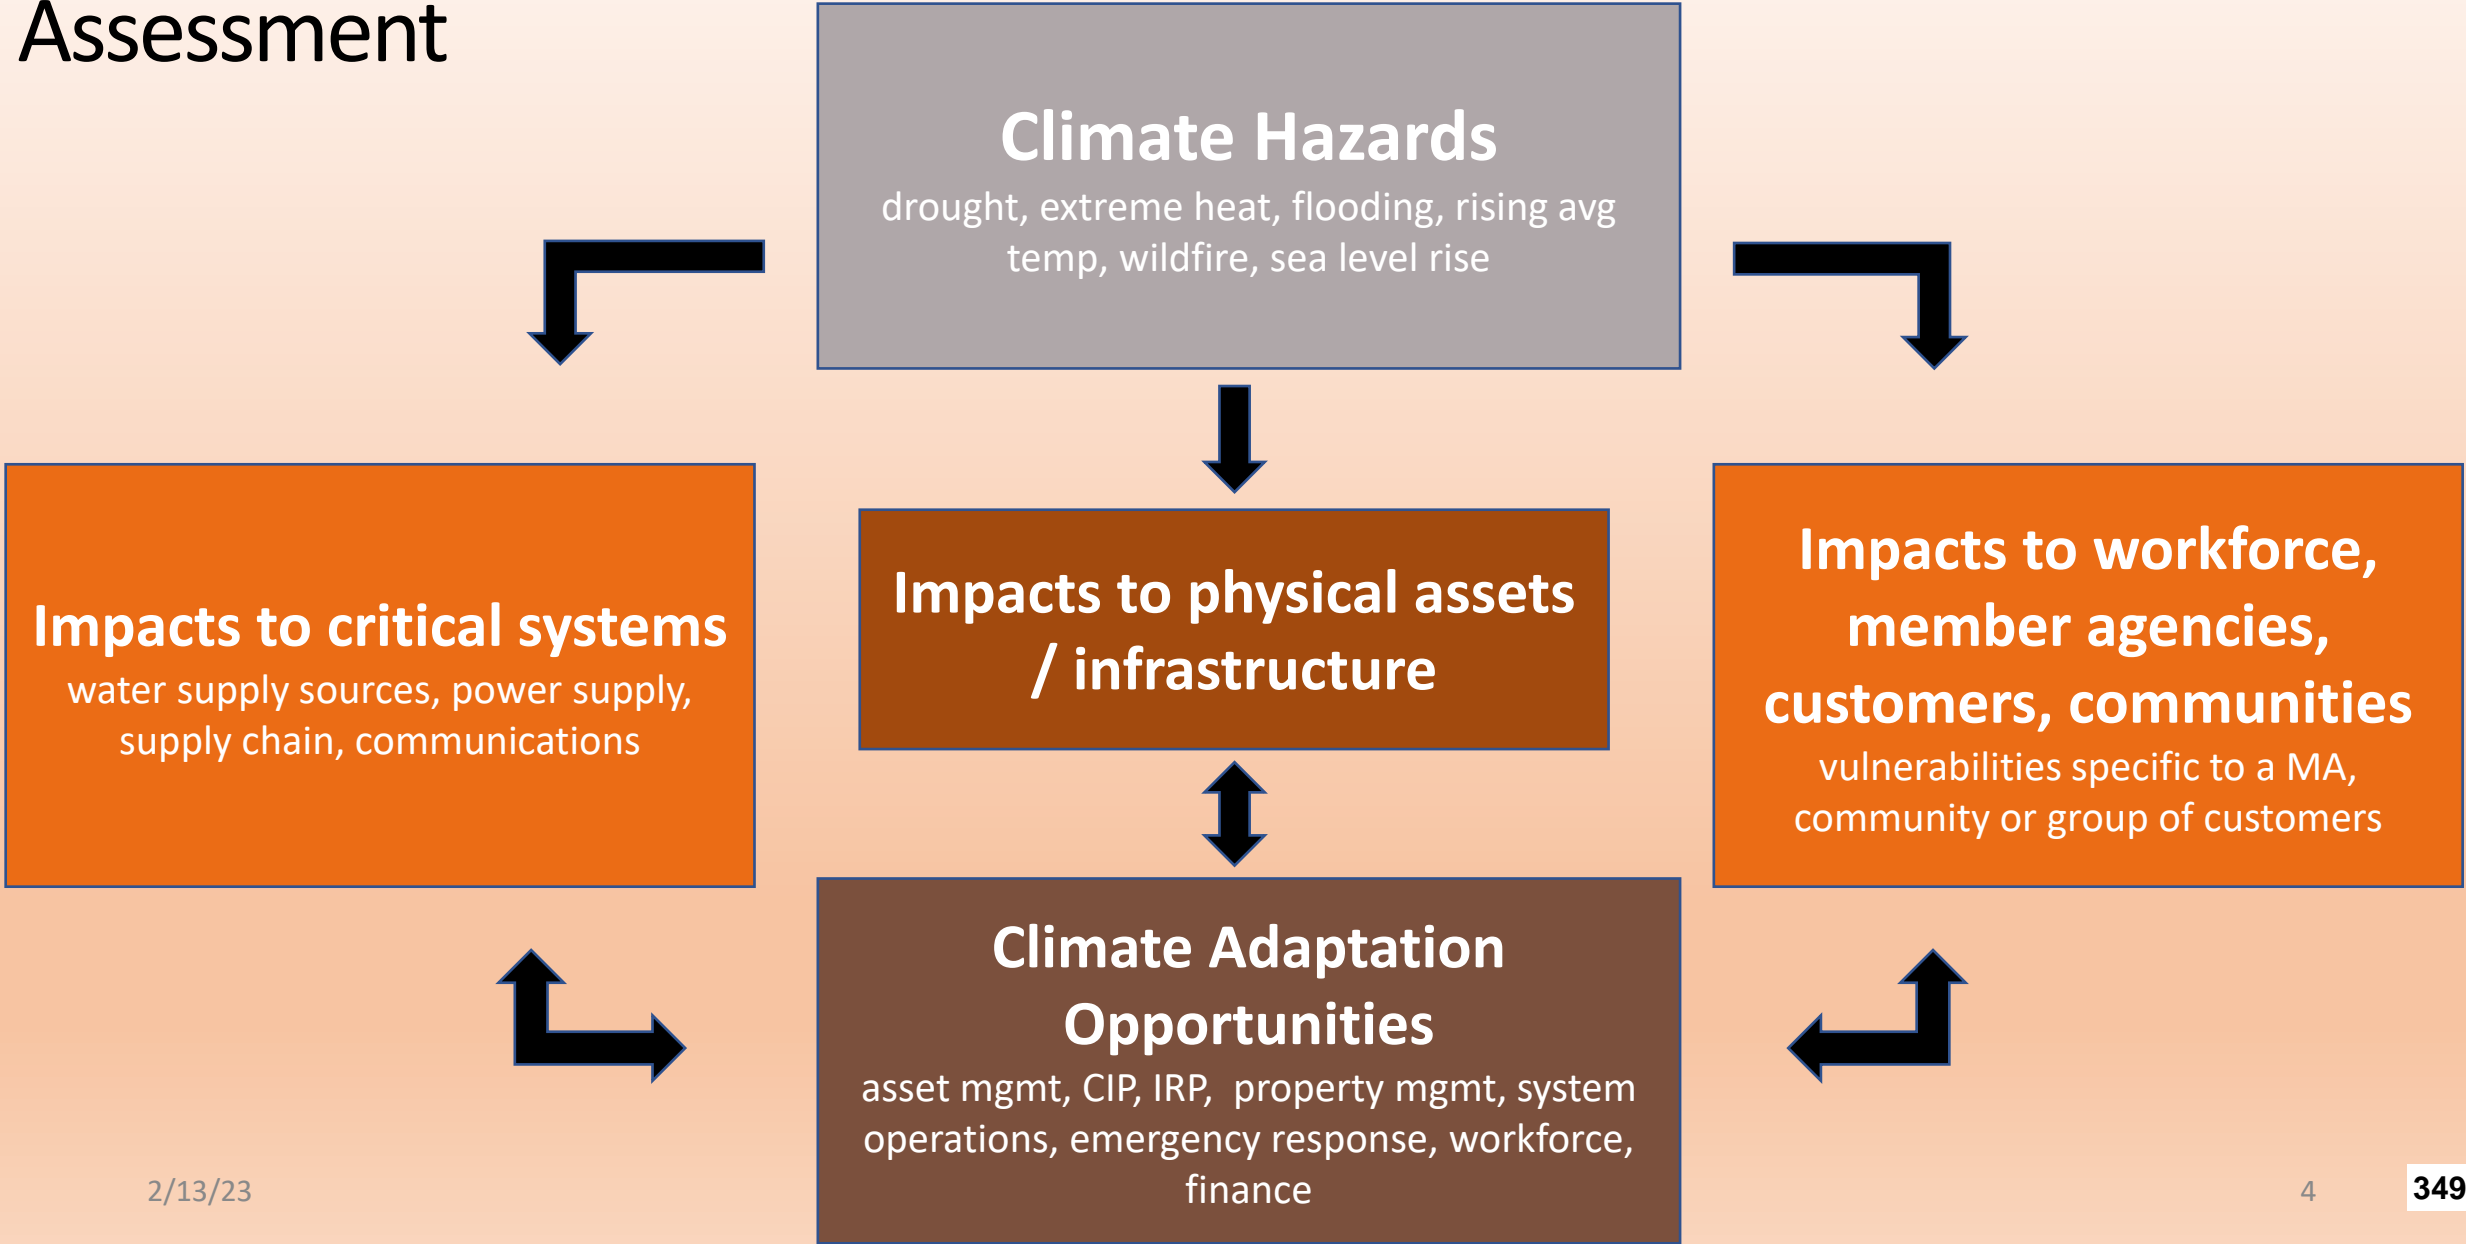 Assessment
Climate Hazards
drought, extreme heat, flooding, rising avg
temp, wildfire, sea level rise
Impacts to critical systems
water supply sources, power supply,
supply chain, communications
Impacts to physical assets
/ infrastructure
Impacts to workforce,
member agencies,
customers, communities
vulnerabilities specific to a MA,
community or group of customers
Climate Adaptation
Opportunities
asset mgmt, CIP, IRP, property mgmt, system
operations, emergency response, workforce,
finance
2/13/23
4
349